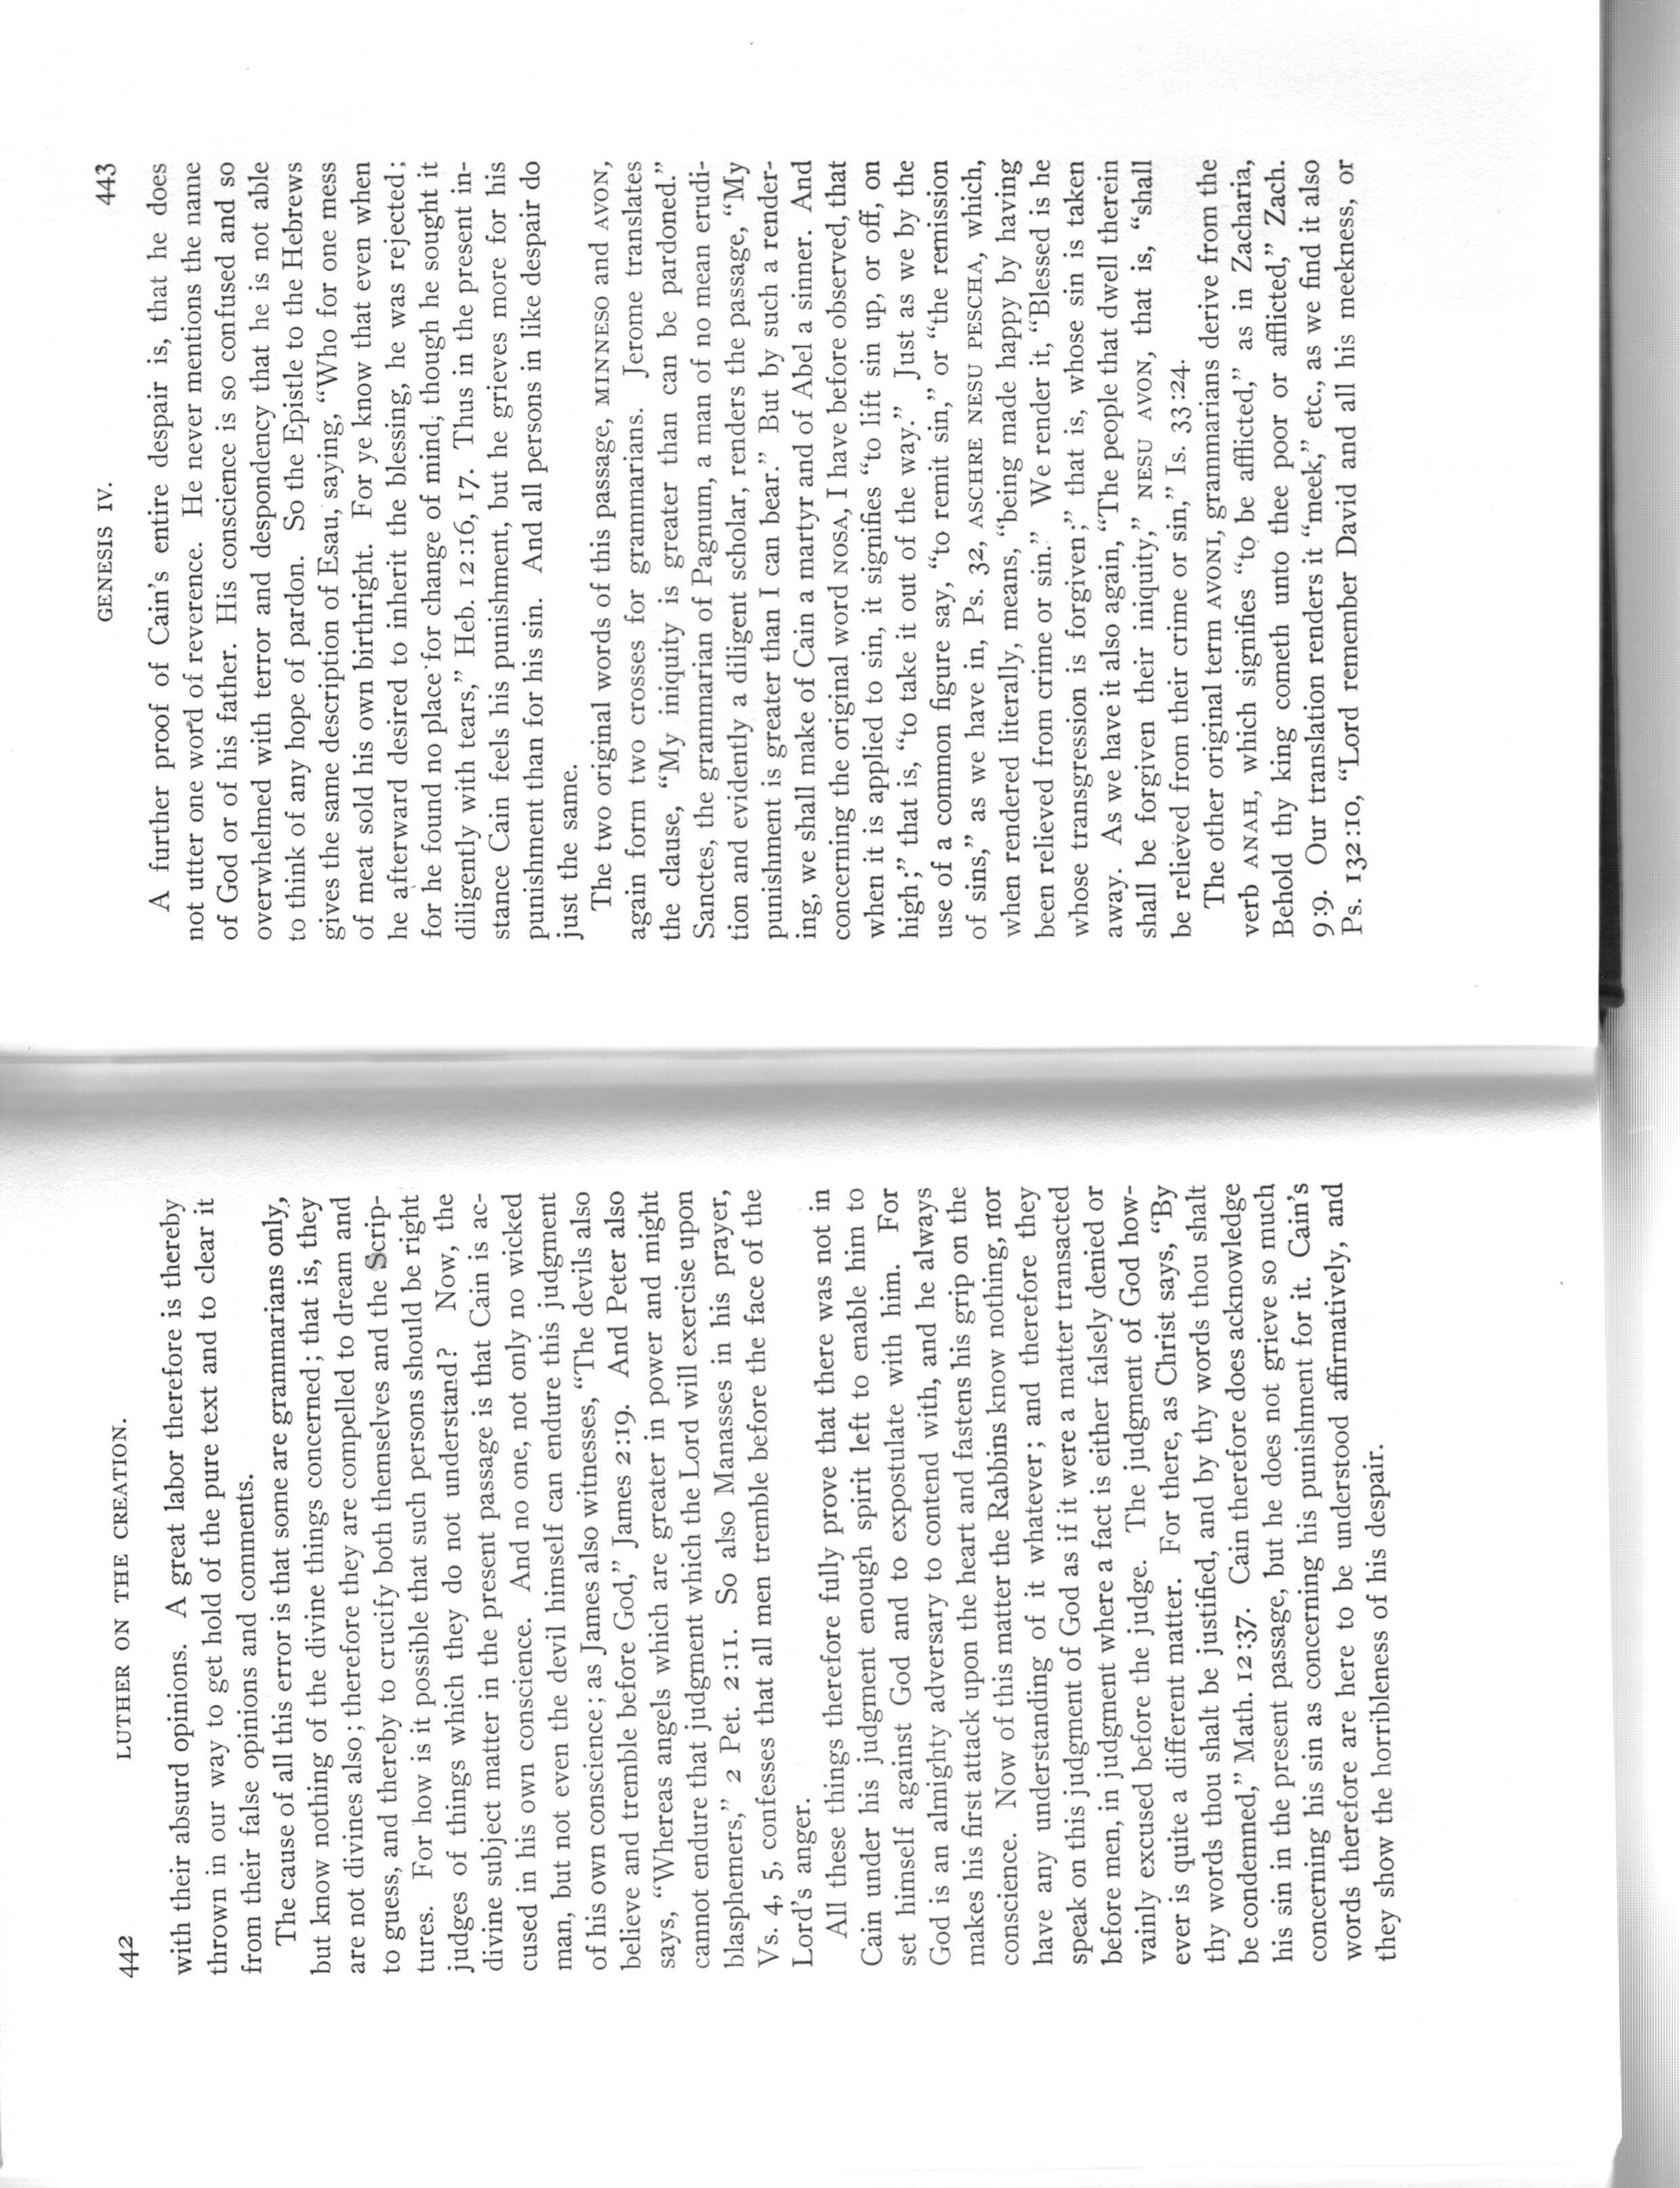 442 LUTHER ON THE CREATION.
with their absurd opinions. A great labor therefore is thereby
thrown in our way to get hold of the pure text and to clear it
from their false opinions and comments.
The cause of all this error is that some are grammarians only,
but know nothing of the divine things concerned; that is, they
are not divines also; therefore they are compelled to dream and
to guess, and thereby to crucify both themselves and the Scrip-
tures. For how is it possible that such persons should be right
judges of things which they do not understand? Now, the
divine subject matter in the present passage is that Cain is ac-
cused in his own conscience. And no one, not only no wicked
man, but not even the devil himself can endure this judgment
of his own conscience; as James also witnesses, “The devils also
believe and tremble before God,” James 2:19. And Peter also
says, “Whereas angels which are greater in power and might
cannot endure that judgment which the Lord will exercise upon
blasphemers,” 2 Pet. 2:11. So also Manasses in his prayer,
Vs. 4, 5, confesses that all men tremble before the face of the
Lord’s anger.
All these things therefore fully prove that there was not in
Cain under his judgment enough spirit left to enable him to
set himself against God and to expostulate with him. For
God is an almighty adversary to contend with, and he always
makes his first attack upon the heart and fastens his grip on the
conscience. Now of this matter the Rabbins know nothing, nor
have any understanding of it whatever; and therefore they
speak on this judgment of God as if it were a matter transacted
before men, in judgment where a fact is either falsely denied or
vainly excused before the judge. The judgment of God how-
ever is quite a different matter. For there, as Christ says, “By
thy words thou shalt be justified, and by thy words thou shalt
be condemned,” Math. 12:37. Cain therefore does acknowledge
his sin in the present passage, but he does not grieve so much
concerning his sin as concerning his punishment for it. Cain’s
words therefore are here to be understood affirmatively, and
they show the horribleness of his despair.
GENESIS IV. 443
A further proof of Cain’s entire despair is, that he does
not utter one word of reverence. He never mentions the name
of God or of his father. His conscience is so confused and so
overwhelmed with terror and despondency that he is not able
to think of any hope of pardon. So the Epistle to the Hebrews
gives the same description of Esau, saying, “Who for one mess
of meat sold his own birthright. For ye know that even when
he afterward desired to inherit the blessing, he was rejected;
for he found no place for change of mind; though he sought it
diligently with tears,” Heb. 12:16, 17. Thus in the present in-
stance Cain feels his punishment, but he grieves more for his
punishment than for his sin. And all persons in like despair do
just the same.
The two original words of this passage, MINNESO and AVON,
again form two crosses for grammarians. Jerome translates
the clause, “My iniquity is greater than can be pardoned.”
Sanctes, the grammarian of Pagnum, a man of no mean erudi-
tion and evidently a diligent scholar, renders the passage, “My
punishment is greater than I can bear.” But by such a render-
ing, we shall make of Cain a martyr and of Abel a sinner. And
concerning the original word NOSA, I have before observed, that
when it is applied to sin, it signifies “to lift sin up, or off, on
high;” that is, “to take it out of the way.” Just as we by the
use of a common figure say, “to remit sin,” or “the remission
of sins,” as we have in, Ps. 32, ASCHRE NESU PESCHA, which,
when rendered literally, means, “being made happy by having
been relieved from crime or sin.” We render it, “Blessed is he
whose transgression is forgiven;” that is, whose sin is taken
away. As we have it also again, “The people that dwell therein
shall be forgiven their iniquity,” NESU AVON, that is, “shall
be relieved from their crime or sin,” Is. 33:24.
The other original term AVONI, grammarians derive from the
verb ANAH, which signifies “to be afflicted,” as in Zacharia,
Behold thy king cometh unto thee poor or afflicted,” Zach.
9:9. Our translation renders it “meek,” etc., as we find it also
Ps. 132:10, “Lord remember David and all his meekness, or